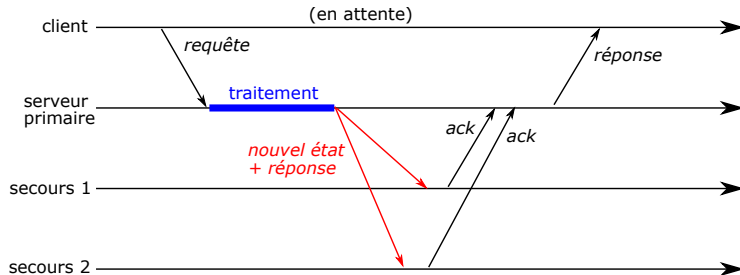 (en attente)
client
requête
réponse
traitement
serveur
primaire
ack
ack
nouvel état
+ réponse
secours 1
secours 2